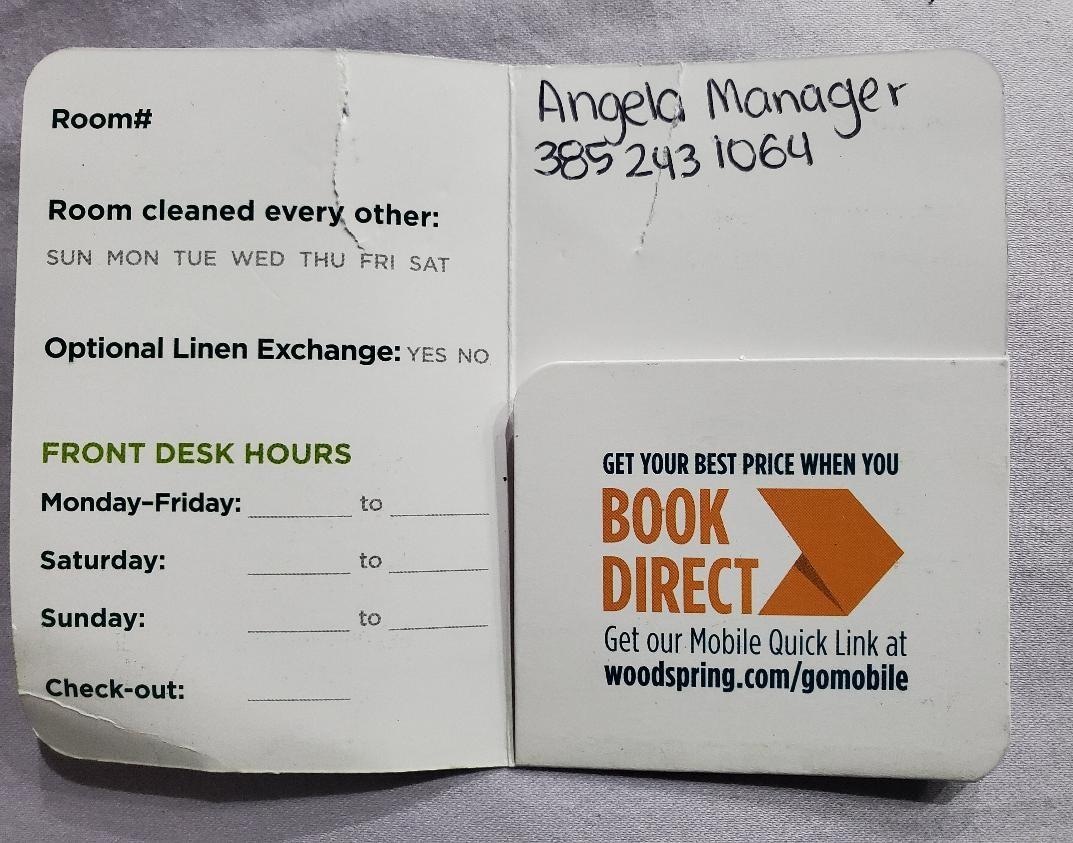 Room#
Room cleaned every other:
SUN MON TUE WED THU FRI SAT
Optional Linen Exchange: YES NO
FRONT DESK HOURS
Monday–Friday: to
Saturday: to
Sunday: to
Check-out:
Angela Manager
385 243 1064
GET YOUR BEST PRICE WHEN YOU
BOOK
DIRECT
Get our Mobile Quick Link at
woodspring.com/gomobile